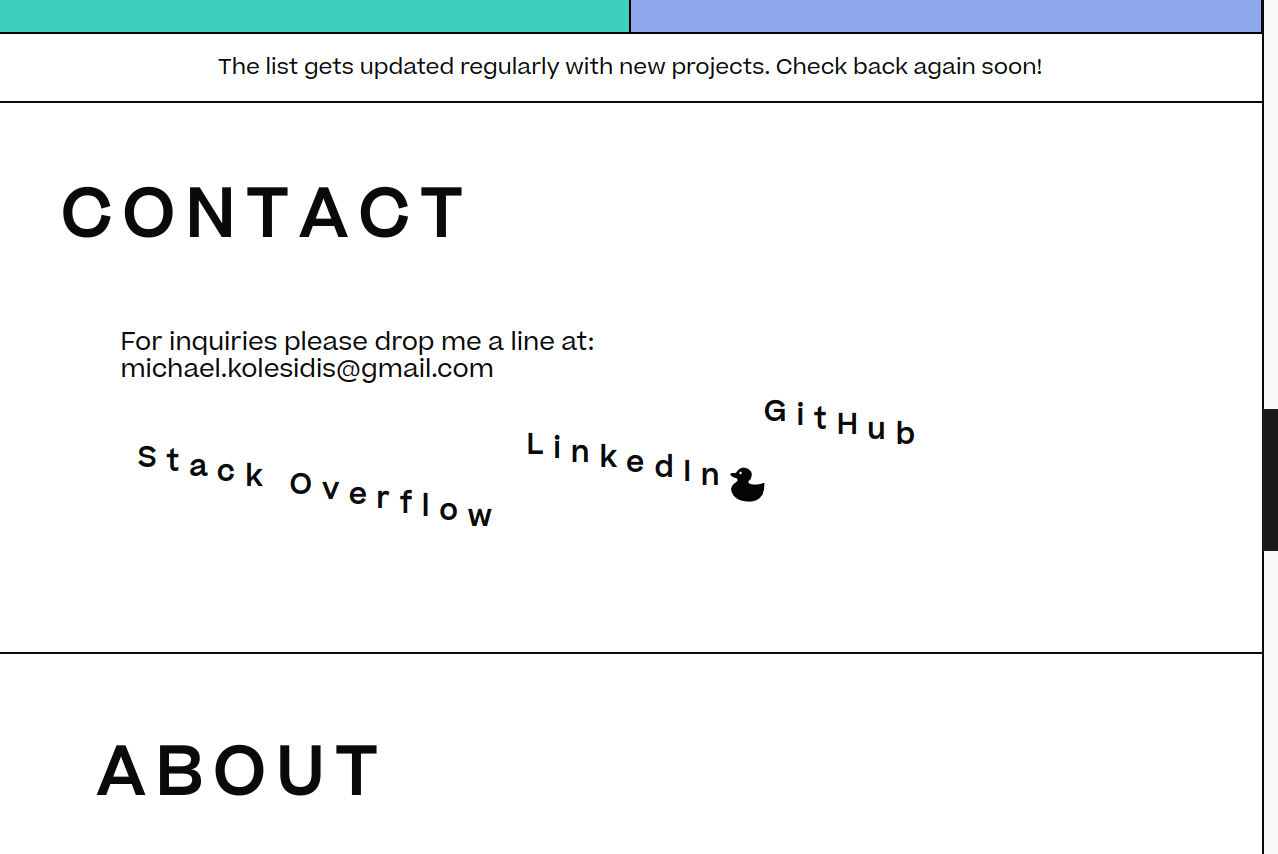 The list gets updated regularly with new projects. Check back again soon!
CONTACT
For inquiries please drop me a line at:
michael.kolesidis@gmail.com
Stack Overflow
LinkedIn
GitHub
ABOUT